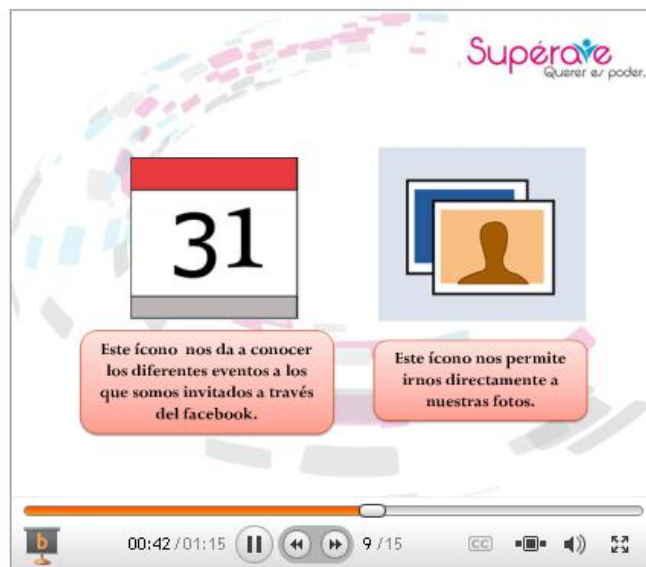 Supérate
Querer es poder.
31
Este ícono nos da a conocer
los diferentes eventos a los
que somos invitados a través
del facebook.
Este ícono nos permite
irnos directamente a
nuestras fotos.
b
00:42 / 01:15
9 / 15
CC